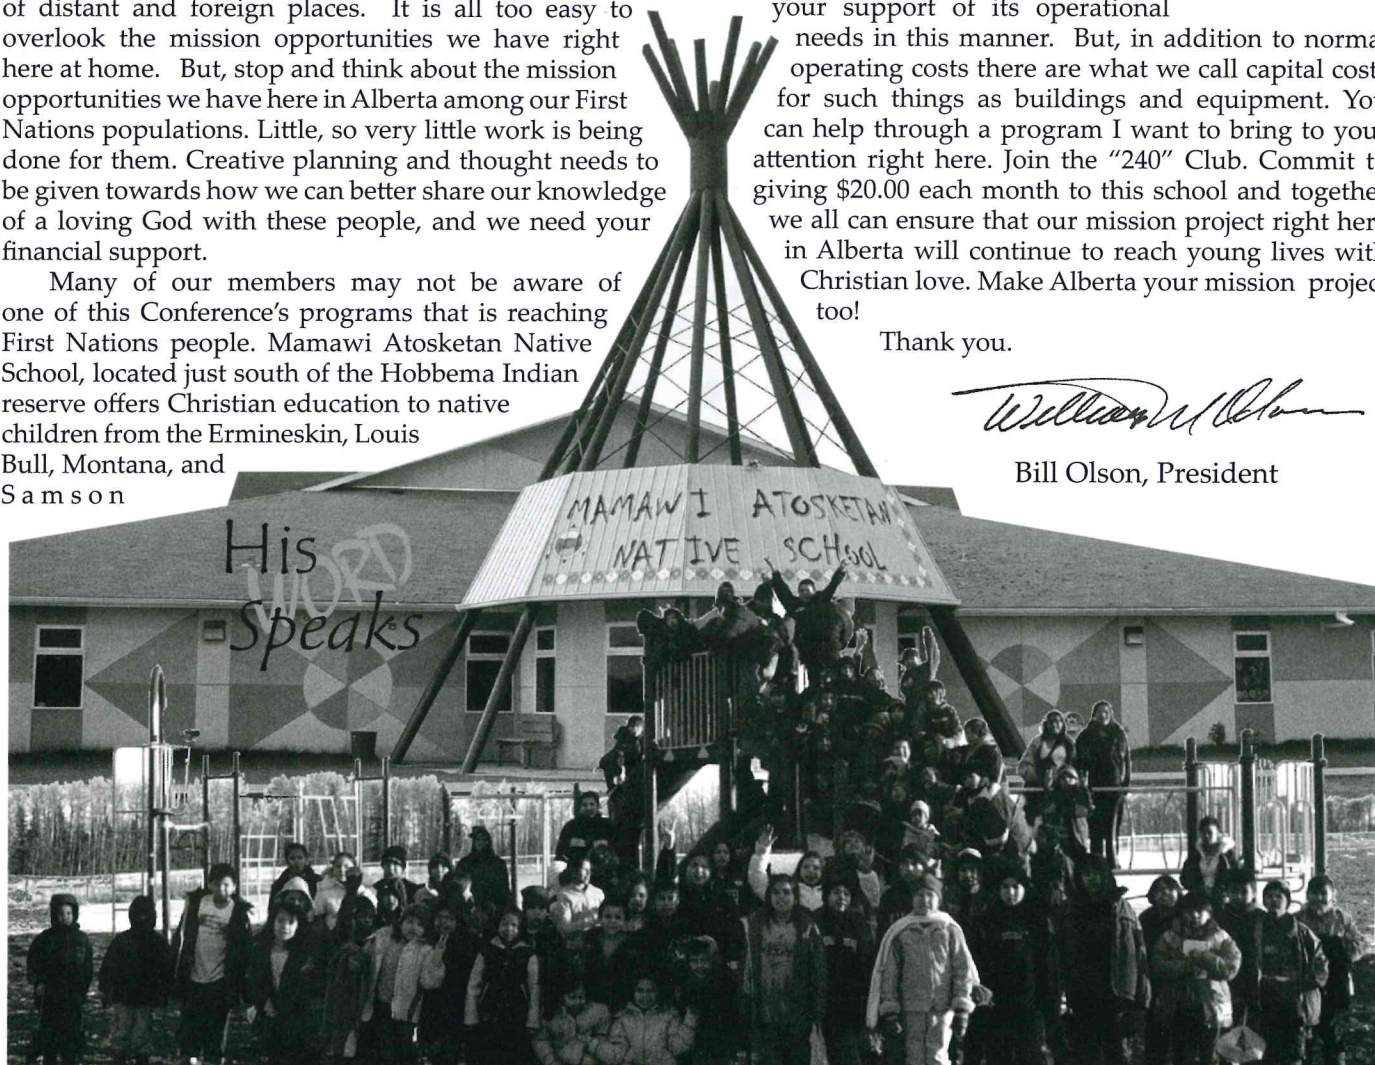 of distant and foreign places. It is all too easy to
overlook the mission opportunities we have right
here at home. But, stop and think about the mission
opportunities we have here in Alberta among our First
Nations populations. Little, so very little work is being
done for them. Creative planning and thought needs to
be given towards how we can better share our knowledge
of a loving God with these people, and we need your
financial support.
Many of our members may not be aware of
one of this Conference's programs that is reaching
First Nations people. Mamawi Atosketan Native
School, located just south of the Hobbema Indian
reserve offers Christian education to native
children from the Ermineskin, Louis
Bull, Montana, and
Samson
your support of its operational
needs in this manner. But, in addition to norma
operating costs there are what we call capital cost
for such things as buildings and equipment. Yo
can help through a program I want to bring to you
attention right here. Join the "240" Club. Commit t
giving $20.00 each month to this school and togethe
we all can ensure that our mission project right her
in Alberta will continue to reach young lives wit
Christian love. Make Alberta your mission projec
too!
Thank you.
William M Olson
Bill Olson, President
MAMAWI ATOSKETAN
NATIVE SCHOOL
His
WORD
Speaks